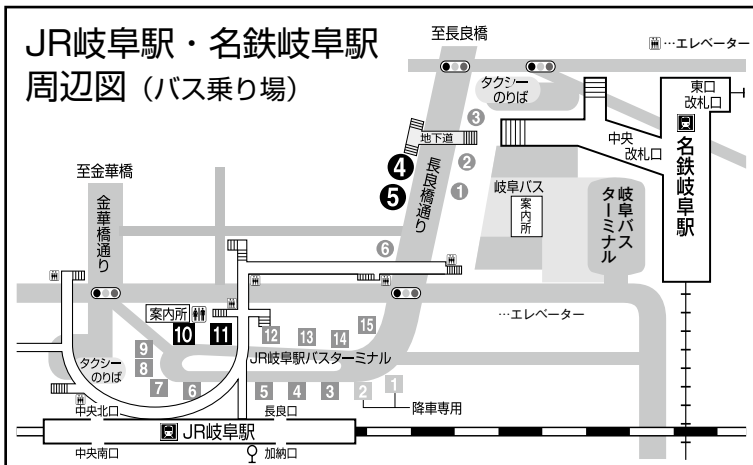 JR岐阜駅・名鉄岐阜駅
周辺図（バス乗り場）
至長良橋
…エレベーター
タクシー
のりば
東口
改札口
③
地下道
中央
改札口
名鉄岐阜駅
❹
②
❺
①
長良橋通り
岐阜バス
案内所
岐阜バス
ターミナル
至金華橋
金華橋通り
⑥
…エレベーター
案内所
10
11
12
13
14
15
9
8
7
6
JR岐阜駅バスターミナル
タクシー
のりば
5
4
3
2
1
降車専用
中央北口
長良口
JR岐阜駅
中央南口
加納口